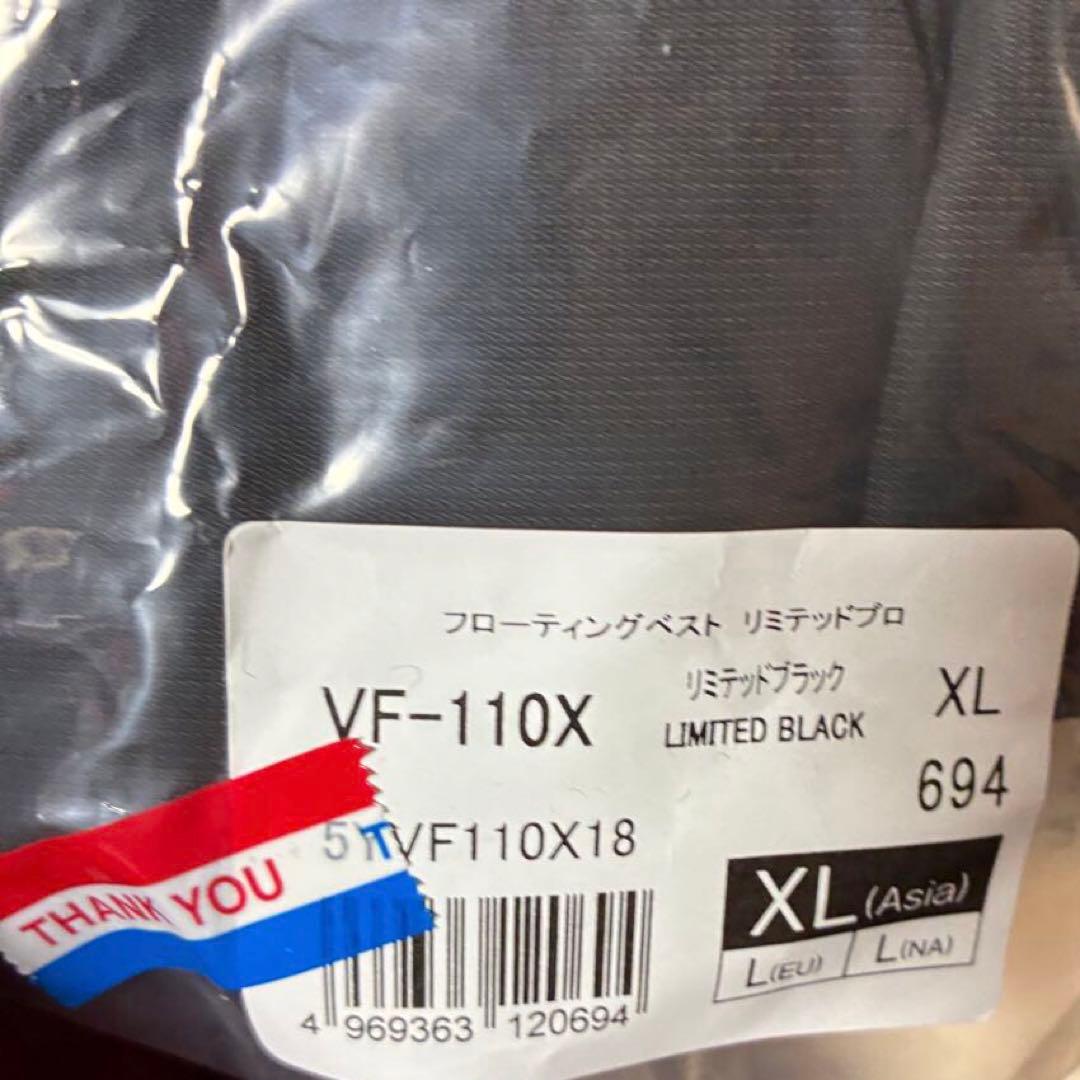 フローティングベスト リミテッドプロ
VF-110X
リミテッドブラック
LIMITED BLACK
XL
694
VF110X18
THANK YOU
XL (Asia)
L(EU) L(NA)
4 969363 120694